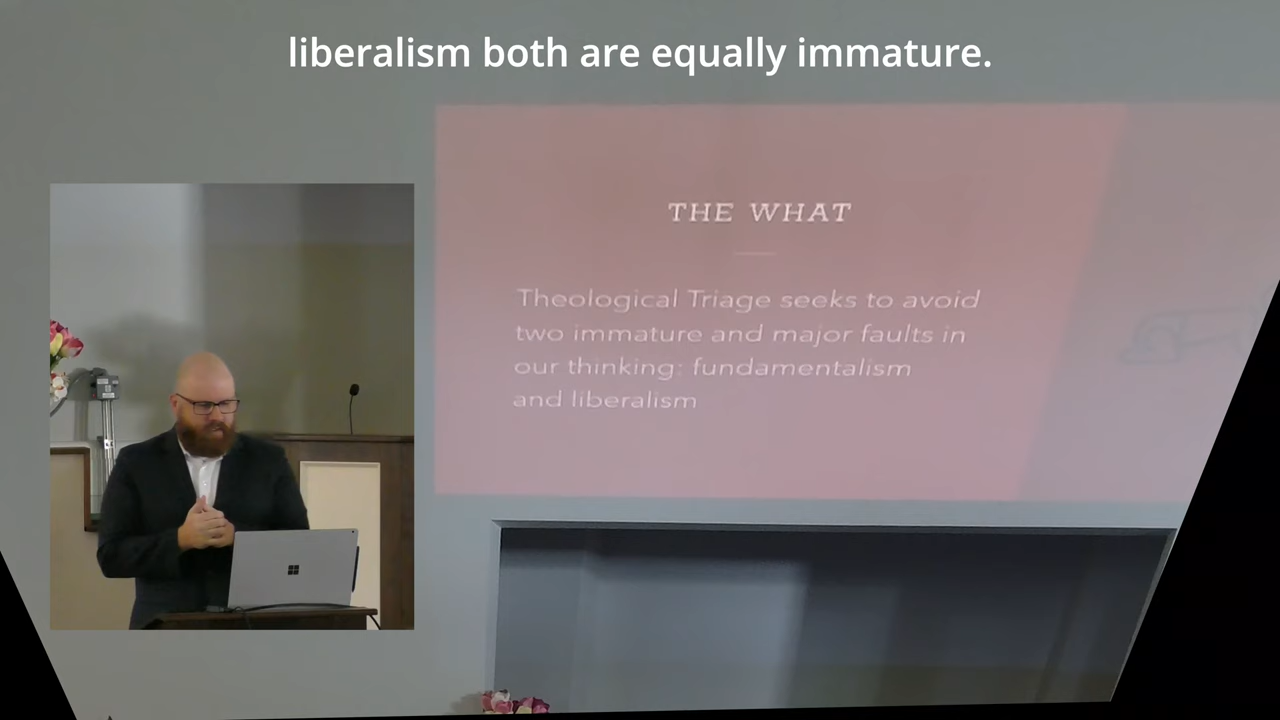 liberalism both are equally immature.
THE WHAT
Theological Triage seeks to avoid
two immature and major faults in
our thinking: fundamentalism
and liberalism